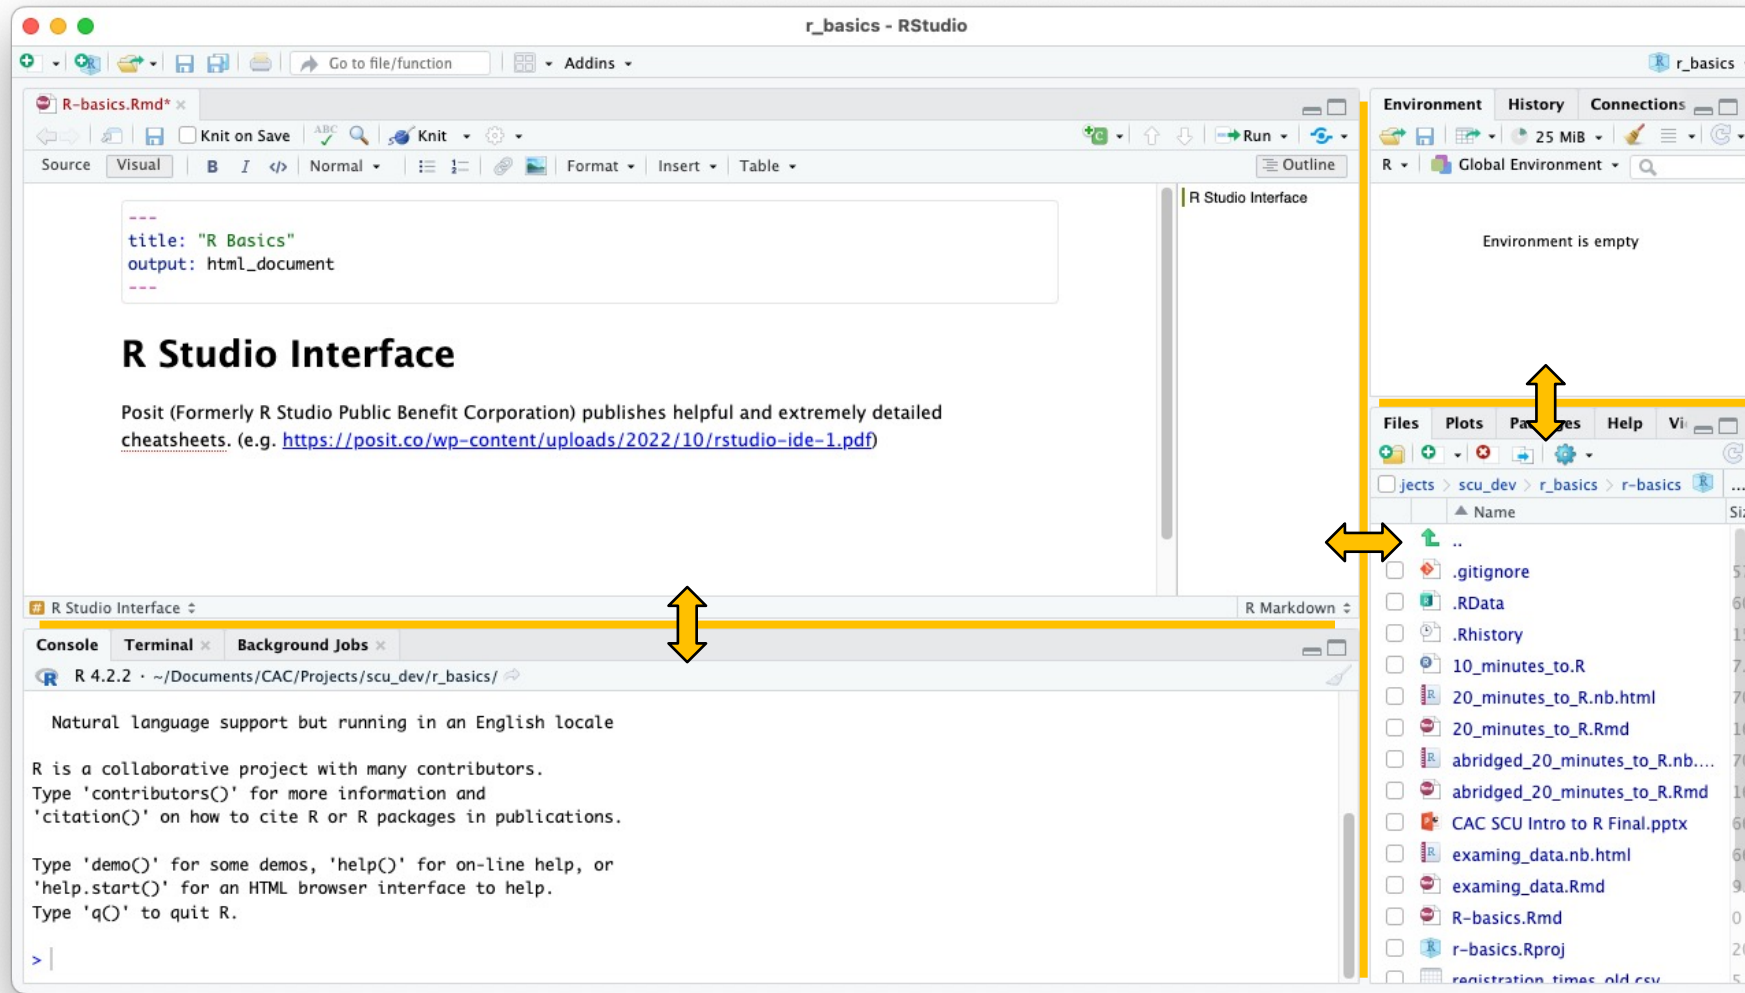 r_basics - RStudio
Go to file/function
Addins
r_basics
R-basics.Rmd*
Knit on Save
ABC
Knit
Run
Source
Visual
B
I
</>
Normal
Format
Insert
Table
Outline
---
title: "R Basics"
output: html_document
---
R Studio Interface
Posit (Formerly R Studio Public Benefit Corporation) publishes helpful and extremely detailed
cheatsheets. (e.g. https://posit.co/wp-content/uploads/2022/10/rstudio-ide-1.pdf)
R Studio Interface
R Studio Interface
R Markdown
Console Terminal Background Jobs
R 4.2.2 · ~/Documents/CAC/Projects/scu_dev/r_basics/
Natural language support but running in an English locale
R is a collaborative project with many contributors.
Type 'contributors()' for more information and
'citation()' on how to cite R or R packages in publications.
Type 'demo()' for some demos, 'help()' for on-line help, or
'help.start()' for an HTML browser interface to help.
Type 'q()' to quit R.
>
Environment History Connections
25 MiB
R Global Environment
Environment is empty
Files Plots Help
scu_dev > r_basics > r-basics ...
Name
..
.gitignore
.RData
.Rhistory
10_minutes_to.R
20_minutes_to_R.nb.html
20_minutes_to_R.Rmd
abridged_20_minutes_to_R.nb....
abridged_20_minutes_to_R.Rmd
CAC SCU Intro to R Final.pptx
examing_data.nb.html
examing_data.Rmd
R-basics.Rmd
r-basics.Rproj
registration_times_old.csv